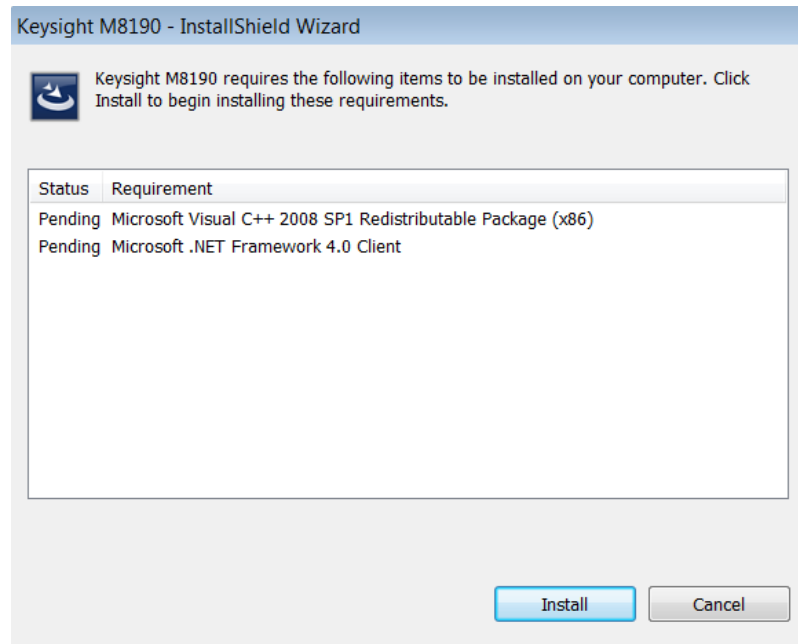 Keysight M8190 - InstallShield Wizard
Keysight M8190 requires the following items to be installed on your computer. Click
Install to begin installing these requirements.
Status Requirement
Pending Microsoft Visual C++ 2008 SP1 Redistributable Package (x86)
Pending Microsoft .NET Framework 4.0 Client
Install Cancel